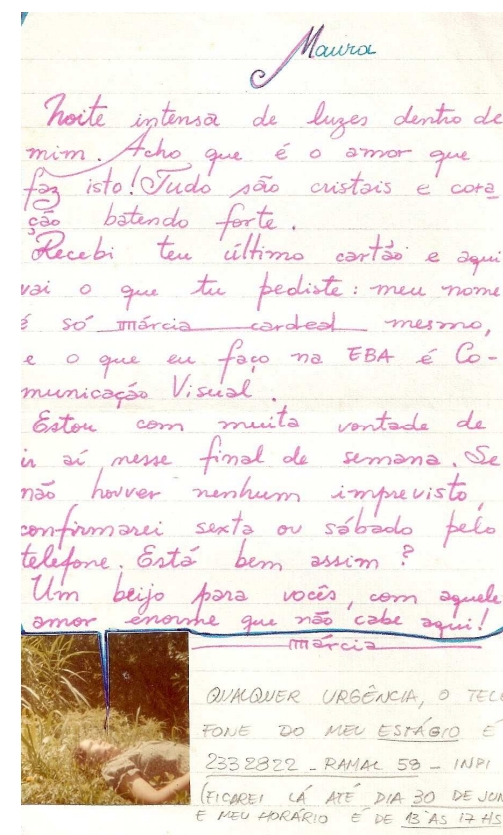 Maura
Noite intensa de luzes dentro de
mim. Acho que é o amor que
faz isto! Tudo são cristais e cora
ção batendo forte.
Recebi teu último cartão e aqui
vai o que tu pediste: meu nome
é só márcia cardeal mesmo,
e o que eu faço na EBA é Co-
municação Visual.
Estou com muita vontade de
ir aí nesse final de semana. Se
não houver nenhum imprevisto,
confirmarei sexta ou sábado pelo
telefone. Está bem assim?
Um beijo para vocês, com aquele
amor enorme que não cabe aqui!
márcia
QUALQUER URGÊNCIA, O TELE
FONE DO MEU ESTÁGIO É
2332822 - RAMAL 59 - INPI
(FICAREI LÁ ATÉ DIA 30 DE JUN
E MEU HORÁRIO É DE 13 ÀS 17 HS